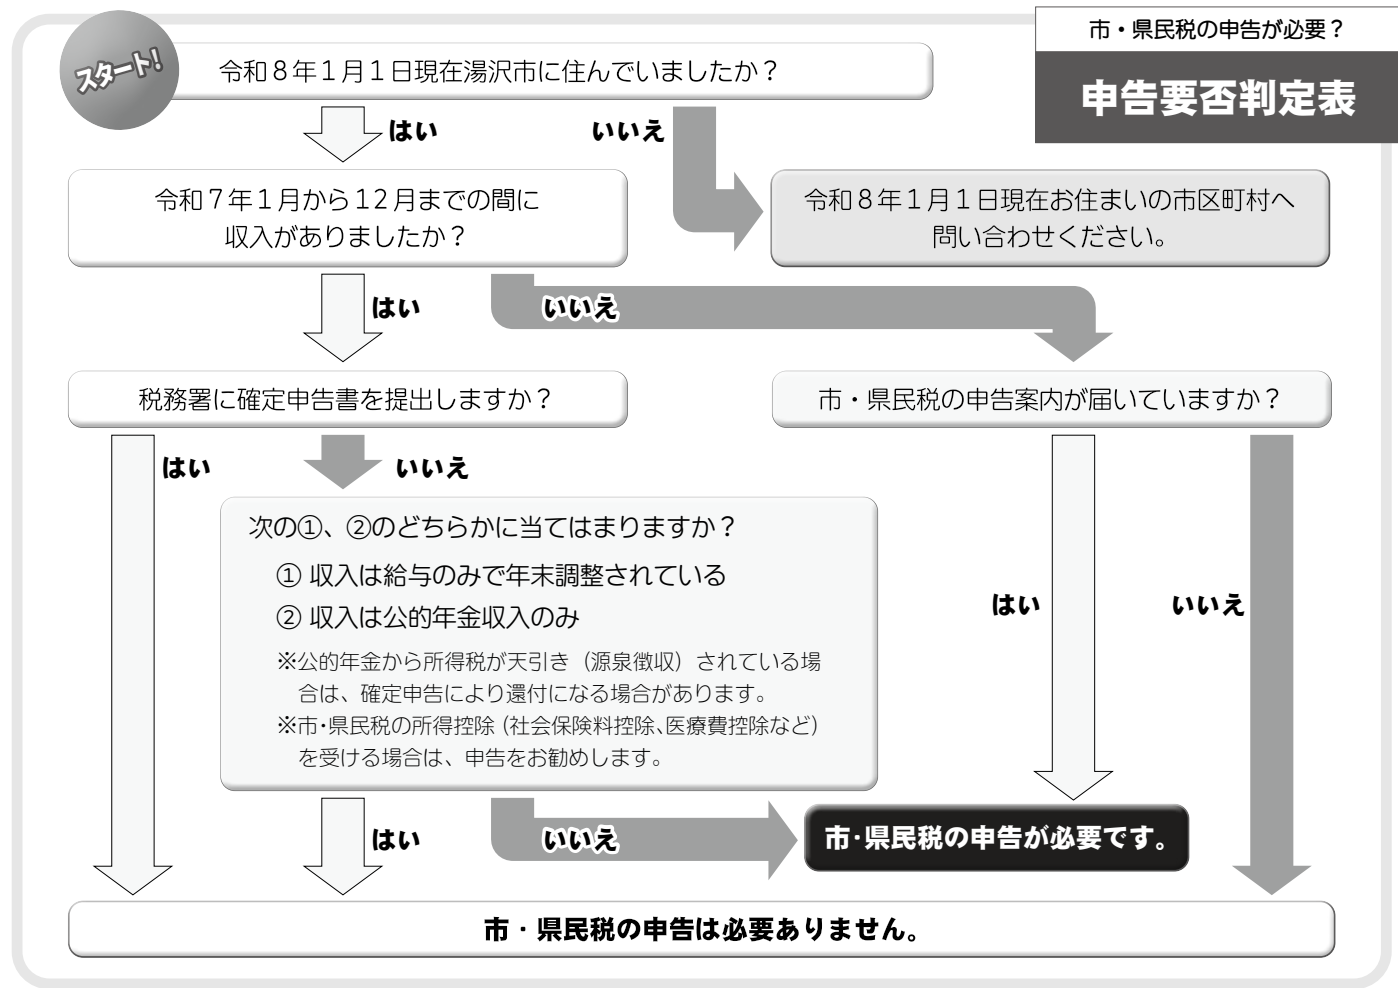 市・県民税の申告が必要？
申告要否判定表
スタート！
令和８年１月１日現在湯沢市に住んでいましたか？
はい
いいえ
令和７年１月から12月までの間に
収入がありましたか？
令和８年１月１日現在お住まいの市区町村へ
問い合わせください。
はい
いいえ
税務署に確定申告書を提出しますか？
市・県民税の申告案内が届いていますか？
はい
いいえ
次の①、②のどちらかに当てはまりますか？
① 収入は給与のみで年末調整されている
② 収入は公的年金収入のみ
※公的年金から所得税が天引き（源泉徴収）されている場
合は、確定申告により還付になる場合があります。
※市・県民税の所得控除（社会保険料控除、医療費控除など）
を受ける場合は、申告をお勧めします。
はい
いいえ
はい
いいえ
市・県民税の申告が必要です。
市・県民税の申告は必要ありません。